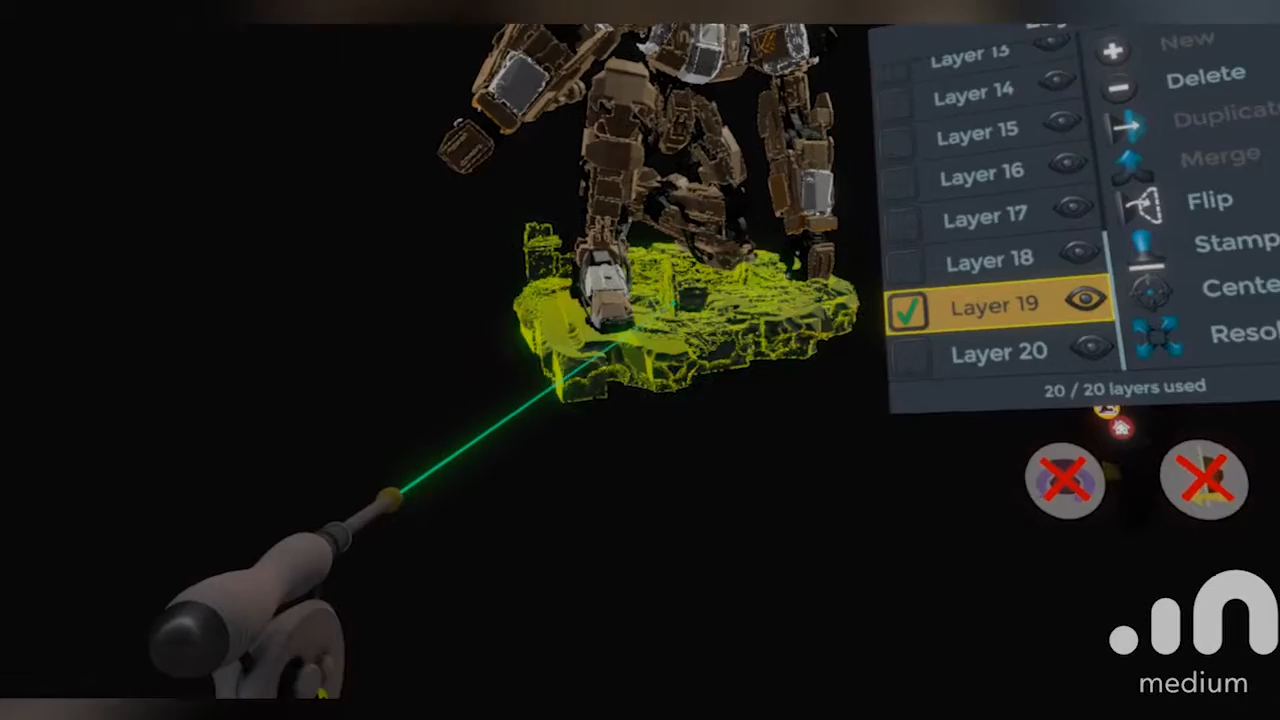 Layer 13
Layer 14
Layer 15
Layer 16
Layer 17
Layer 18
Layer 19
Layer 20
20 / 20 layers used
New
Delete
Duplicat
Merge
Flip
Stamp
Cente
Resol
medium